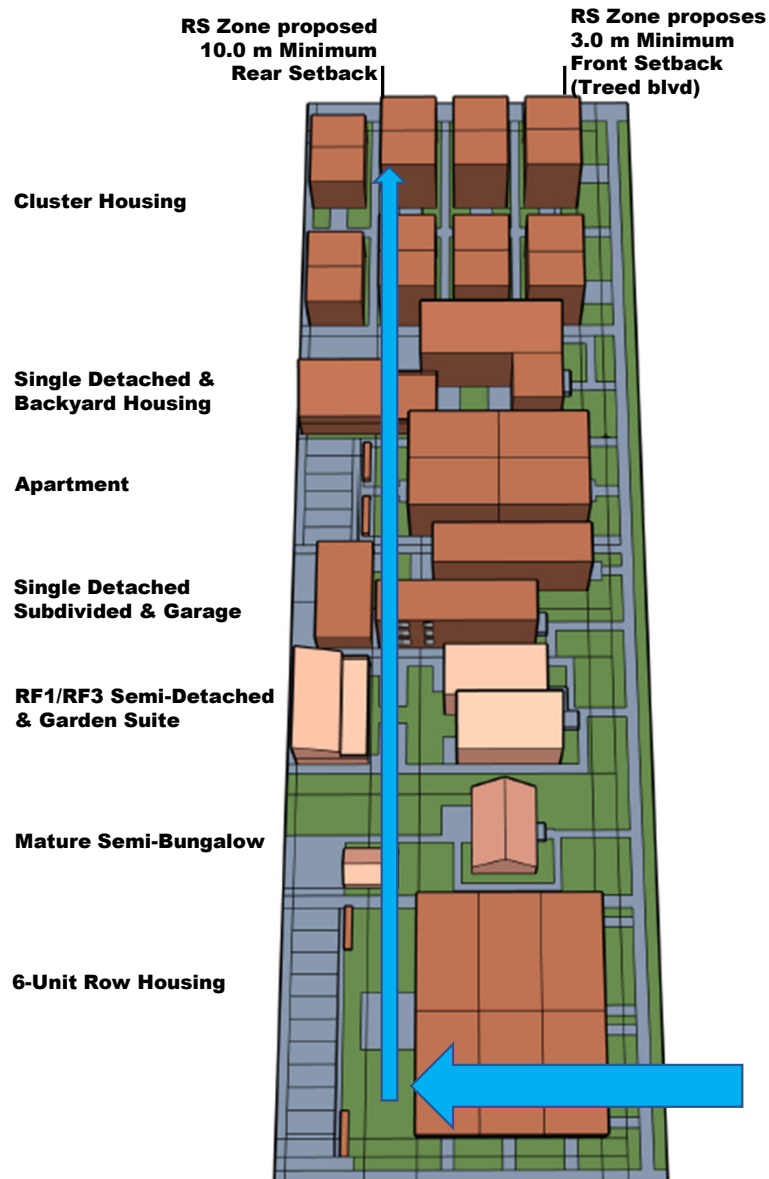 RS Zone proposed
10.0 m Minimum
Rear Setback
RS Zone proposes
3.0 m Minimum
Front Setback
(Treed blvd)
Cluster Housing
Single Detached &
Backyard Housing
Apartment
Single Detached
Subdivided & Garage
RF1/RF3 Semi-Detached
& Garden Suite
Mature Semi-Bungalow
6-Unit Row Housing